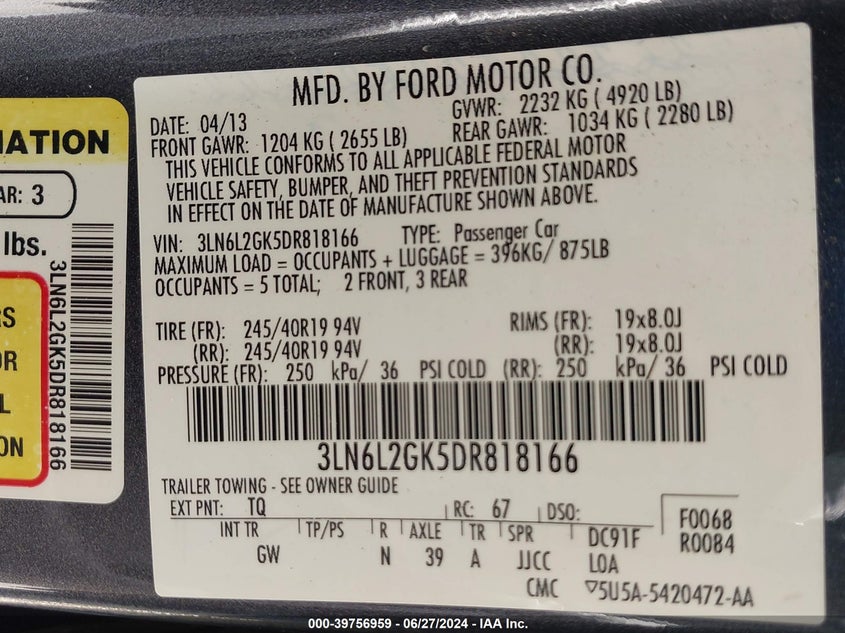 MFD. BY FORD MOTOR CO.
DATE: 04/13 GVWR: 2232 KG ( 4920 LB)
FRONT GAWR: 1204 KG ( 2655 LB) REAR GAWR: 1034 KG ( 2280 LB)
THIS VEHICLE CONFORMS TO ALL APPLICABLE FEDERAL MOTOR
VEHICLE SAFETY, BUMPER, AND THEFT PREVENTION STANDARDS
IN EFFECT ON THE DATE OF MANUFACTURE SHOWN ABOVE.
VIN: 3LN6L2GK5DR818166 TYPE: Passenger Car
MAXIMUM LOAD = OCCUPANTS + LUGGAGE = 396KG/ 875LB
OCCUPANTS = 5 TOTAL; 2 FRONT, 3 REAR
TIRE (FR): 245/40R19 94V RIMS (FR): 19x8.0J
(RR): 245/40R19 94V (RR): 19x8.0J
PRESSURE (FR): 250 kPa/ 36 PSI COLD (RR): 250 kPa/ 36 PSI COLD
3LN6L2GK5DR818166
TRAILER TOWING - SEE OWNER GUIDE
EXT PNT: TQ RC: 67 DSO: F0068
INT TR TP/PS R AXLE TR SPR DC91F R0084
GW N 39 A JJCC LOA
CMC ▽5U5A-5420472-AA
MATION
AR: 3
lbs.
3LN6L2GK5DR818166
RS
OR
L
ON
000-39756959 - 06/27/2024 - IAA Inc.